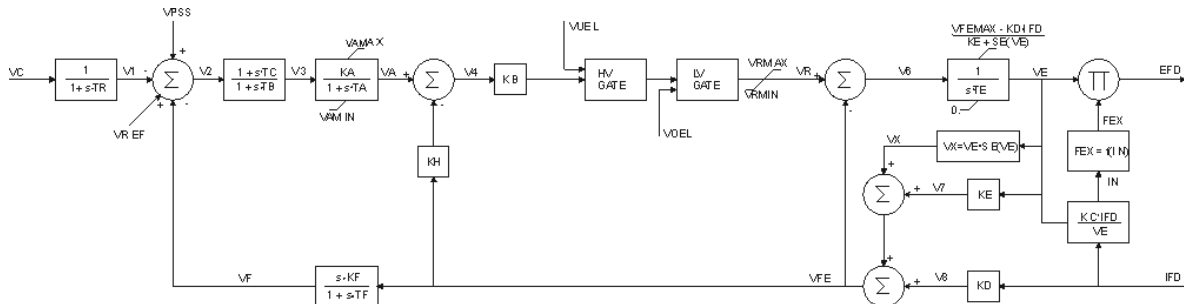 VPSS
VC
1
1+s·TR
V1
-
+
Σ
+
-
VREF
V2
1+s·TC
1+s·TB
V3
VAMAX
KA
1+s·TA
VAMIN
VA
+
Σ
-
V4
KB
VUEL
HV
GATE
LV
GATE
VOEL
VRMAX
VRMIN
VR
+
Σ
-
V6
VFEMAX - KD·IFD
KE+SE(VE)
1
s·TE
0.
VE
Π
EFD
FEX
FEX = f(IN)
IN
KC·IFD
VE
VX
VX=VE·SE(VE)
+
Σ
+
V7
KE
KH
VF
s·KF
1+s·TF
VFE
+
Σ
+
V8
KD
IFD